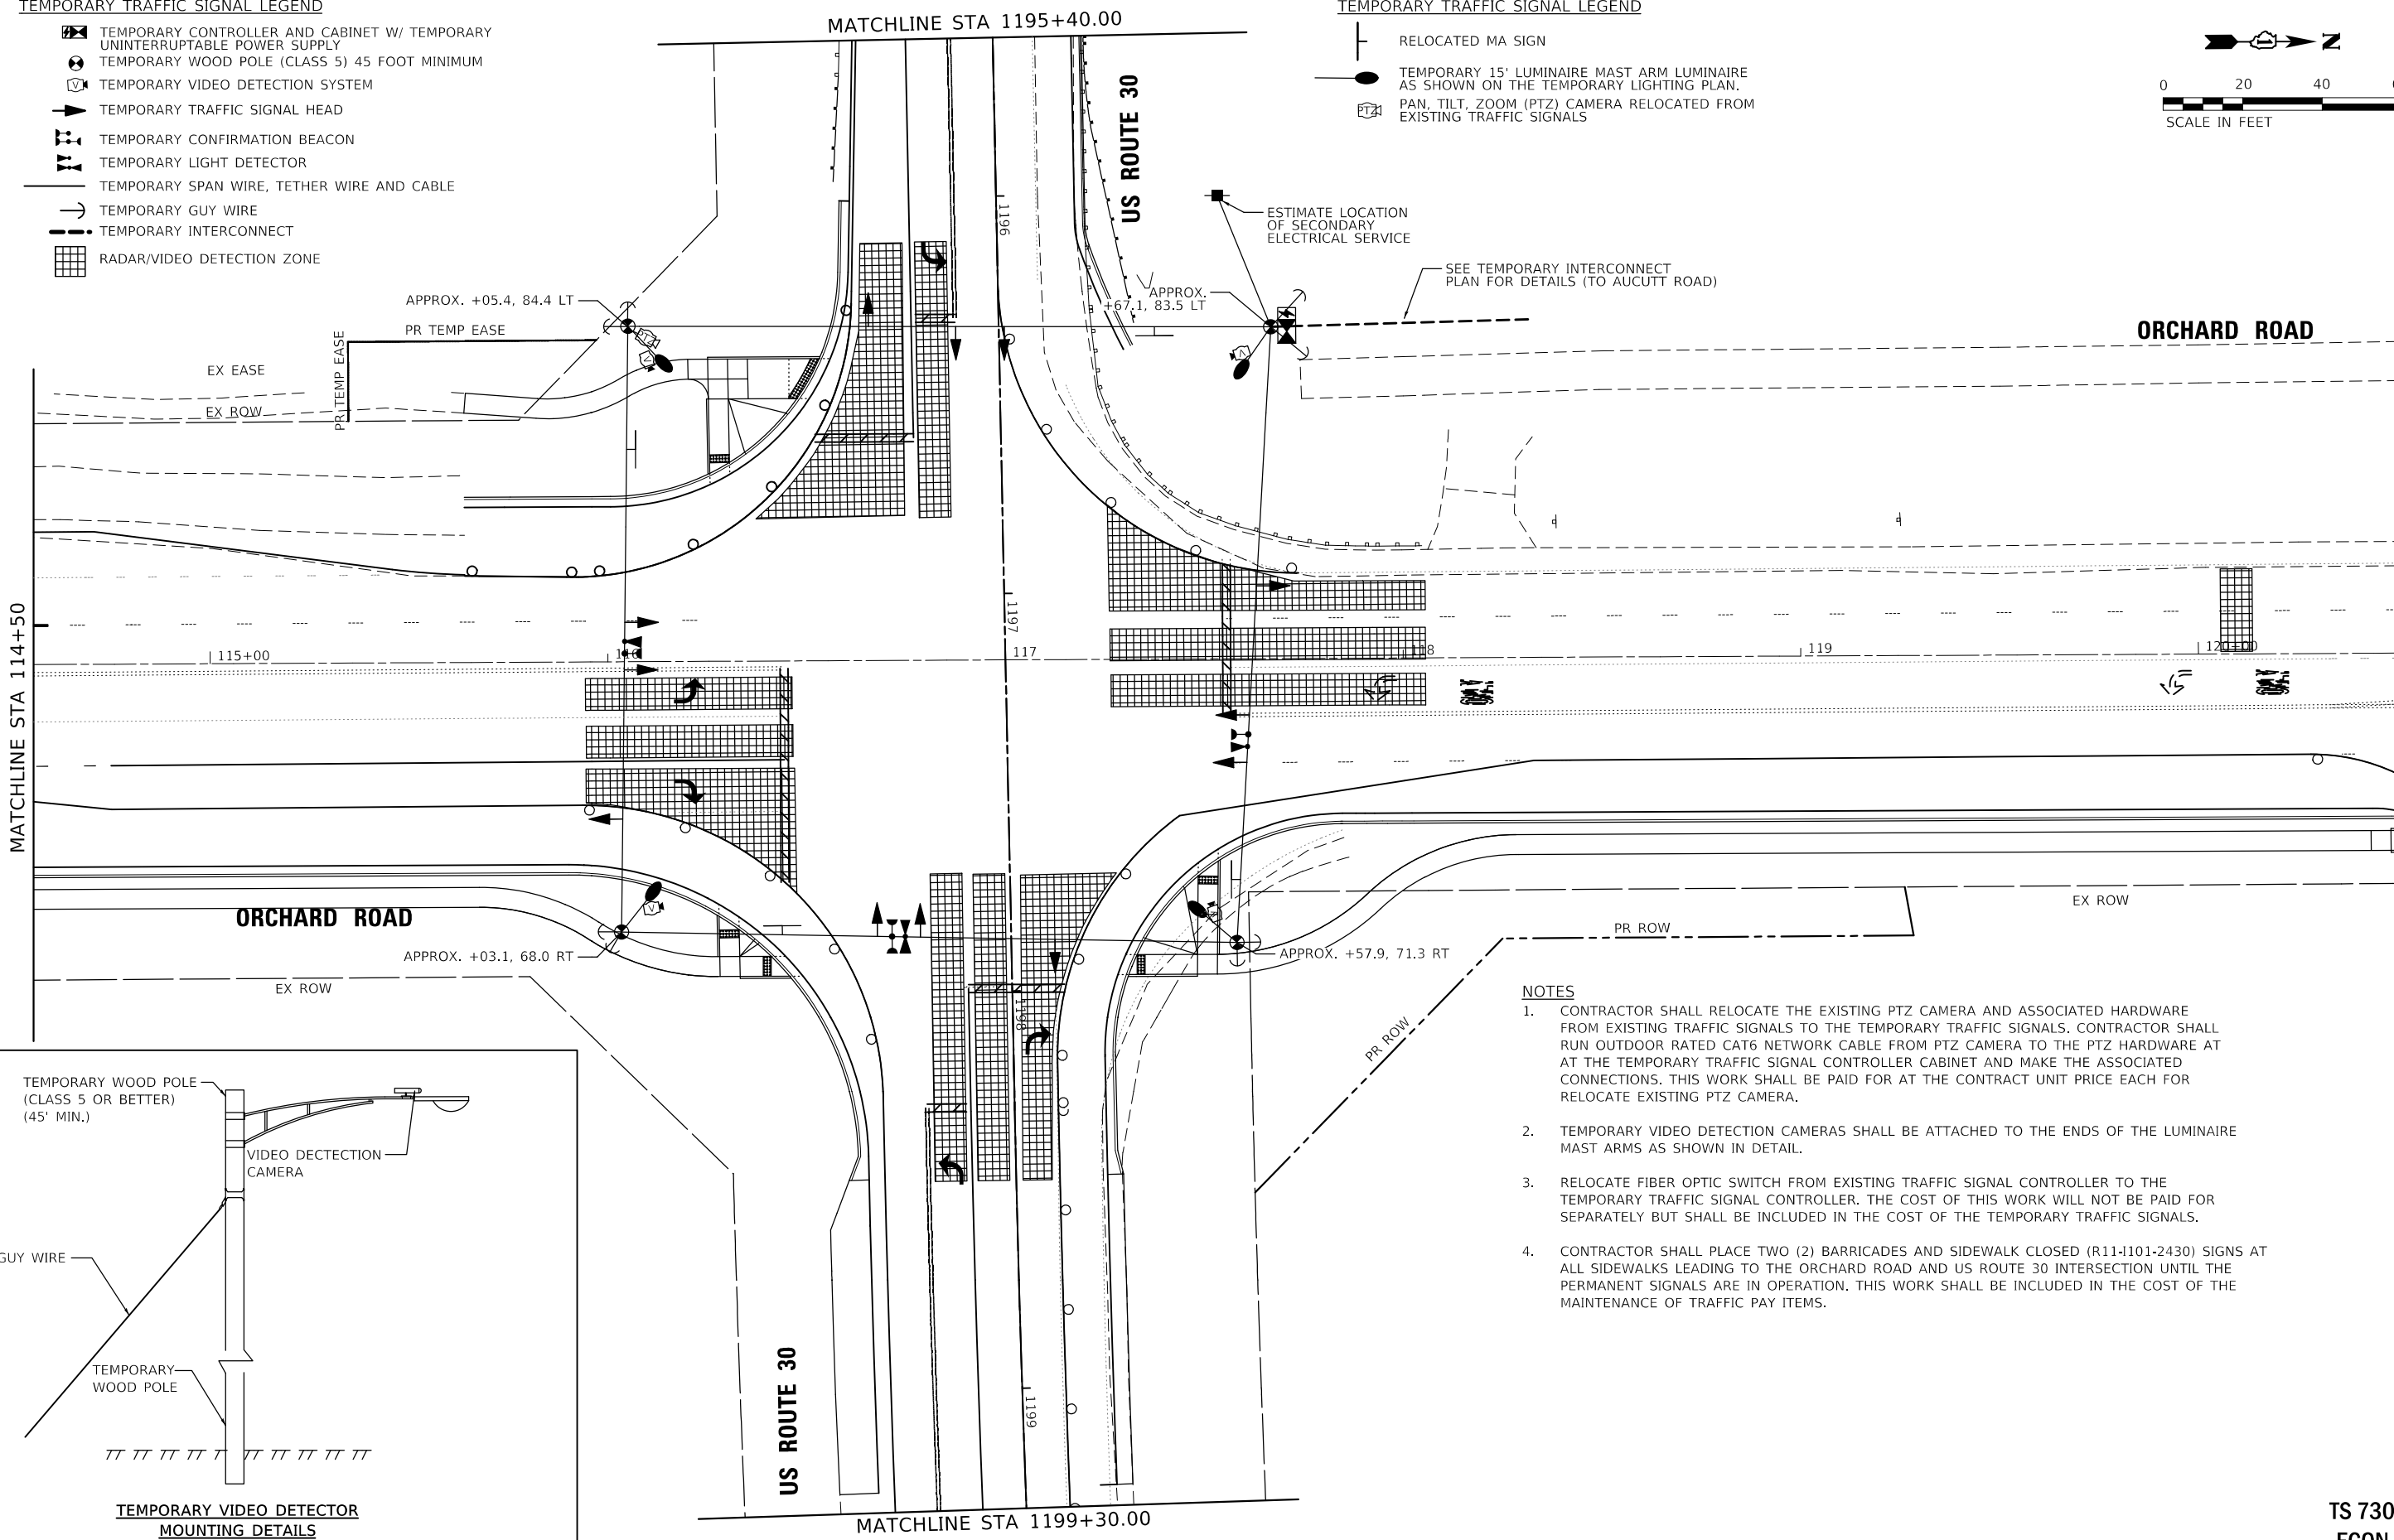 TEMPORARY TRAFFIC SIGNAL LEGEND
TEMPORARY CONTROLLER AND CABINET W/ TEMPORARY
UNINTERRUPTABLE POWER SUPPLY
TEMPORARY WOOD POLE (CLASS 5) 45 FOOT MINIMUM
V TEMPORARY VIDEO DETECTION SYSTEM
TEMPORARY TRAFFIC SIGNAL HEAD
TEMPORARY CONFIRMATION BEACON
TEMPORARY LIGHT DETECTOR
TEMPORARY SPAN WIRE, TETHER WIRE AND CABLE
TEMPORARY GUY WIRE
TEMPORARY INTERCONNECT
RADAR/VIDEO DETECTION ZONE
MATCHLINE STA 1195+40.00
TEMPORARY TRAFFIC SIGNAL LEGEND
RELOCATED MA SIGN
TEMPORARY 15' LUMINAIRE MAST ARM LUMINAIRE
AS SHOWN ON THE TEMPORARY LIGHTING PLAN.
PTZ PAN, TILT, ZOOM (PTZ) CAMERA RELOCATED FROM
EXISTING TRAFFIC SIGNALS
N
0 20 40
SCALE IN FEET
US ROUTE 30
1196
ESTIMATE LOCATION
OF SECONDARY
ELECTRICAL SERVICE
SEE TEMPORARY INTERCONNECT
PLAN FOR DETAILS (TO AUCUTT ROAD)
APPROX. +05.4, 84.4 LT
APPROX.
+67.1, 83.5 LT
PR TEMP EASE
PR TEMP EASE
PTZ
V
V
ORCHARD ROAD
EX EASE
EX ROW
MATCHLINE STA 114+50
1197
115+00
116
117
118
119
120+00
ORCHARD ROAD
V
APPROX. +03.1, 68.0 RT
EX ROW
APPROX. +57.9, 71.3 RT
PR ROW
EX ROW
PR ROW
1198
NOTES
1. CONTRACTOR SHALL RELOCATE THE EXISTING PTZ CAMERA AND ASSOCIATED HARDWARE
FROM EXISTING TRAFFIC SIGNALS TO THE TEMPORARY TRAFFIC SIGNALS. CONTRACTOR SHALL
RUN OUTDOOR RATED CAT6 NETWORK CABLE FROM PTZ CAMERA TO THE PTZ HARDWARE AT
AT THE TEMPORARY TRAFFIC SIGNAL CONTROLLER CABINET AND MAKE THE ASSOCIATED
CONNECTIONS. THIS WORK SHALL BE PAID FOR AT THE CONTRACT UNIT PRICE EACH FOR
RELOCATE EXISTING PTZ CAMERA.
2. TEMPORARY VIDEO DETECTION CAMERAS SHALL BE ATTACHED TO THE ENDS OF THE LUMINAIRE
MAST ARMS AS SHOWN IN DETAIL.
3. RELOCATE FIBER OPTIC SWITCH FROM EXISTING TRAFFIC SIGNAL CONTROLLER TO THE
TEMPORARY TRAFFIC SIGNAL CONTROLLER. THE COST OF THIS WORK WILL NOT BE PAID FOR
SEPARATELY BUT SHALL BE INCLUDED IN THE COST OF THE TEMPORARY TRAFFIC SIGNALS.
4. CONTRACTOR SHALL PLACE TWO (2) BARRICADES AND SIDEWALK CLOSED (R11-I101-2430) SIGNS AT
ALL SIDEWALKS LEADING TO THE ORCHARD ROAD AND US ROUTE 30 INTERSECTION UNTIL THE
PERMANENT SIGNALS ARE IN OPERATION. THIS WORK SHALL BE INCLUDED IN THE COST OF THE
MAINTENANCE OF TRAFFIC PAY ITEMS.
TEMPORARY WOOD POLE
(CLASS 5 OR BETTER)
(45' MIN.)
VIDEO DECTECTION
CAMERA
GUY WIRE
TEMPORARY
WOOD POLE
TEMPORARY VIDEO DETECTOR
MOUNTING DETAILS
US ROUTE 30
1199
MATCHLINE STA 1199+30.00
TS 730
ECON